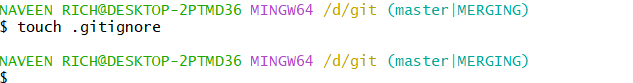 NAVEEN RICH@DESKTOP-2PTMD36 MINGW64 /d/git (master|MERGING)
$ touch .gitignore
NAVEEN RICH@DESKTOP-2PTMD36 MINGW64 /d/git (master|MERGING)
$